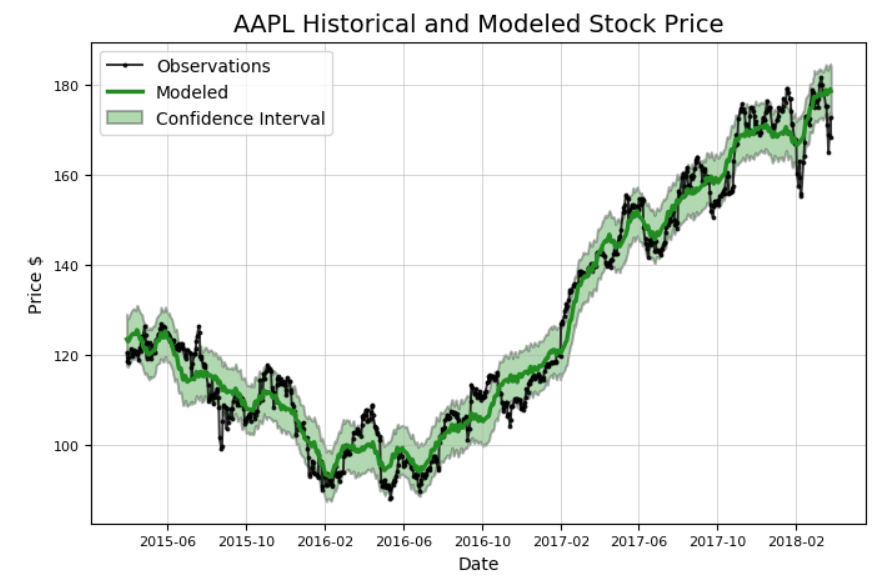 AAPL Historical and Modeled Stock Price
Observations
Modeled
Confidence Interval
180
160
140
120
100
Price $
2015-06 2015-10 2016-02 2016-06 2016-10 2017-02 2017-06 2017-10 2018-02
Date